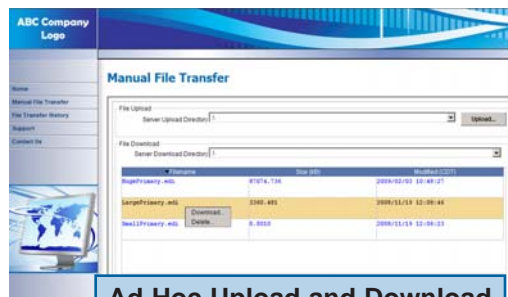 ABC Company
Logo
Manual File Transfer
Home
Manual File Transfer
File Transfer History
Support
Contact Us
File Upload
Server Upload Directory
Upload...
File Download
Server Download Directory
Filename Size (kB) Modified (CDT)
HugePrimary.edi 87874.736 2009/02/03 10:48:27
LargePrimary.edi 3360.481 2008/11/19 12:08:46
Download...
Delete...
SmallPrimary.edi 0.0010 2008/11/19 12:08:23
Ad Hoc Upload and Download